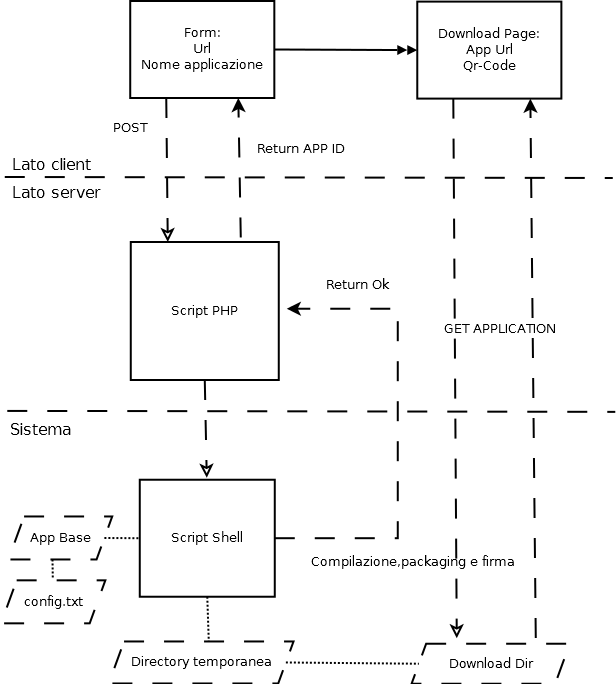 Form:
Url
Nome applicazione
Download Page:
App Url
Qr-Code
POST
Return APP ID
Lato client
Lato server
Return Ok
Script PHP
GET APPLICATION
Sistema
App Base
Script Shell
Compilazione,packaging e firma
config.txt
Directory temporanea
Download Dir